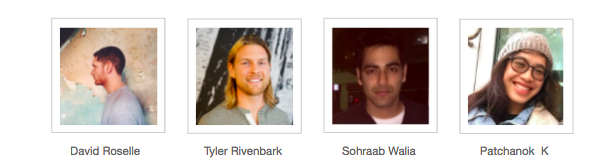 David Roselle
Tyler Rivenbark
Sohraab Walia
Patchanok  K